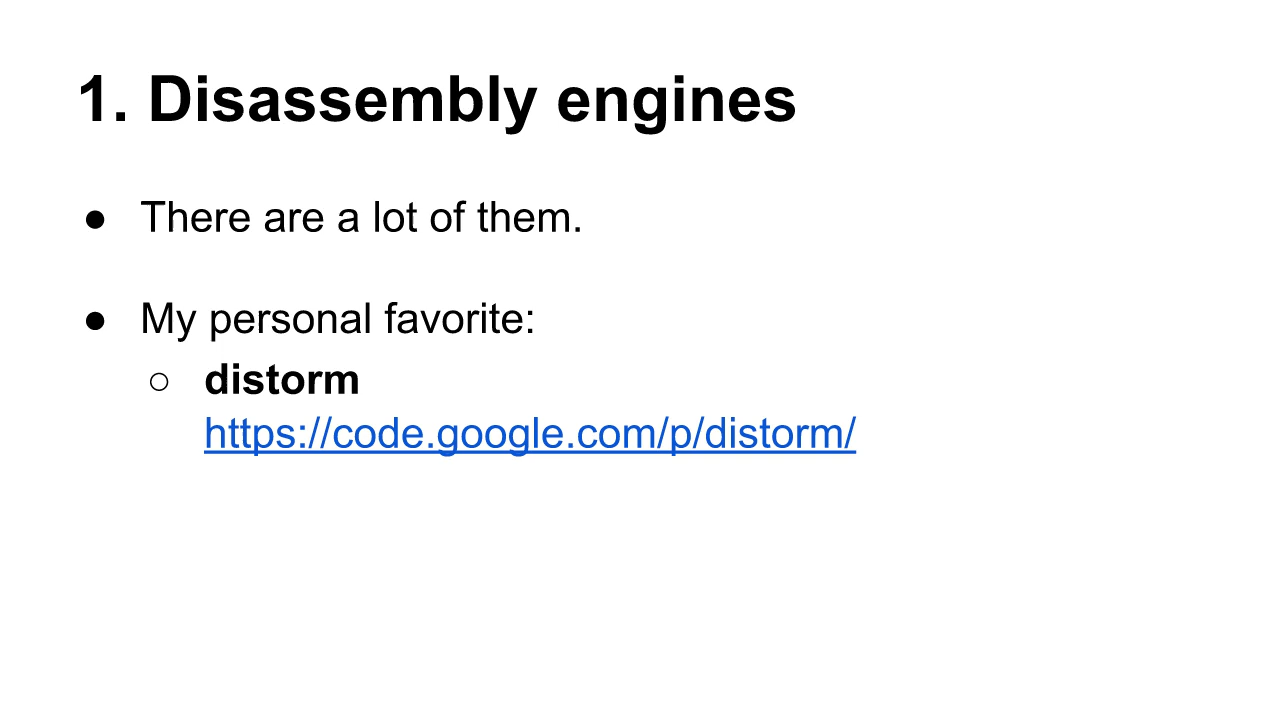 1. Disassembly engines
● There are a lot of them.
● My personal favorite:
○ distorm
https://code.google.com/p/distorm/